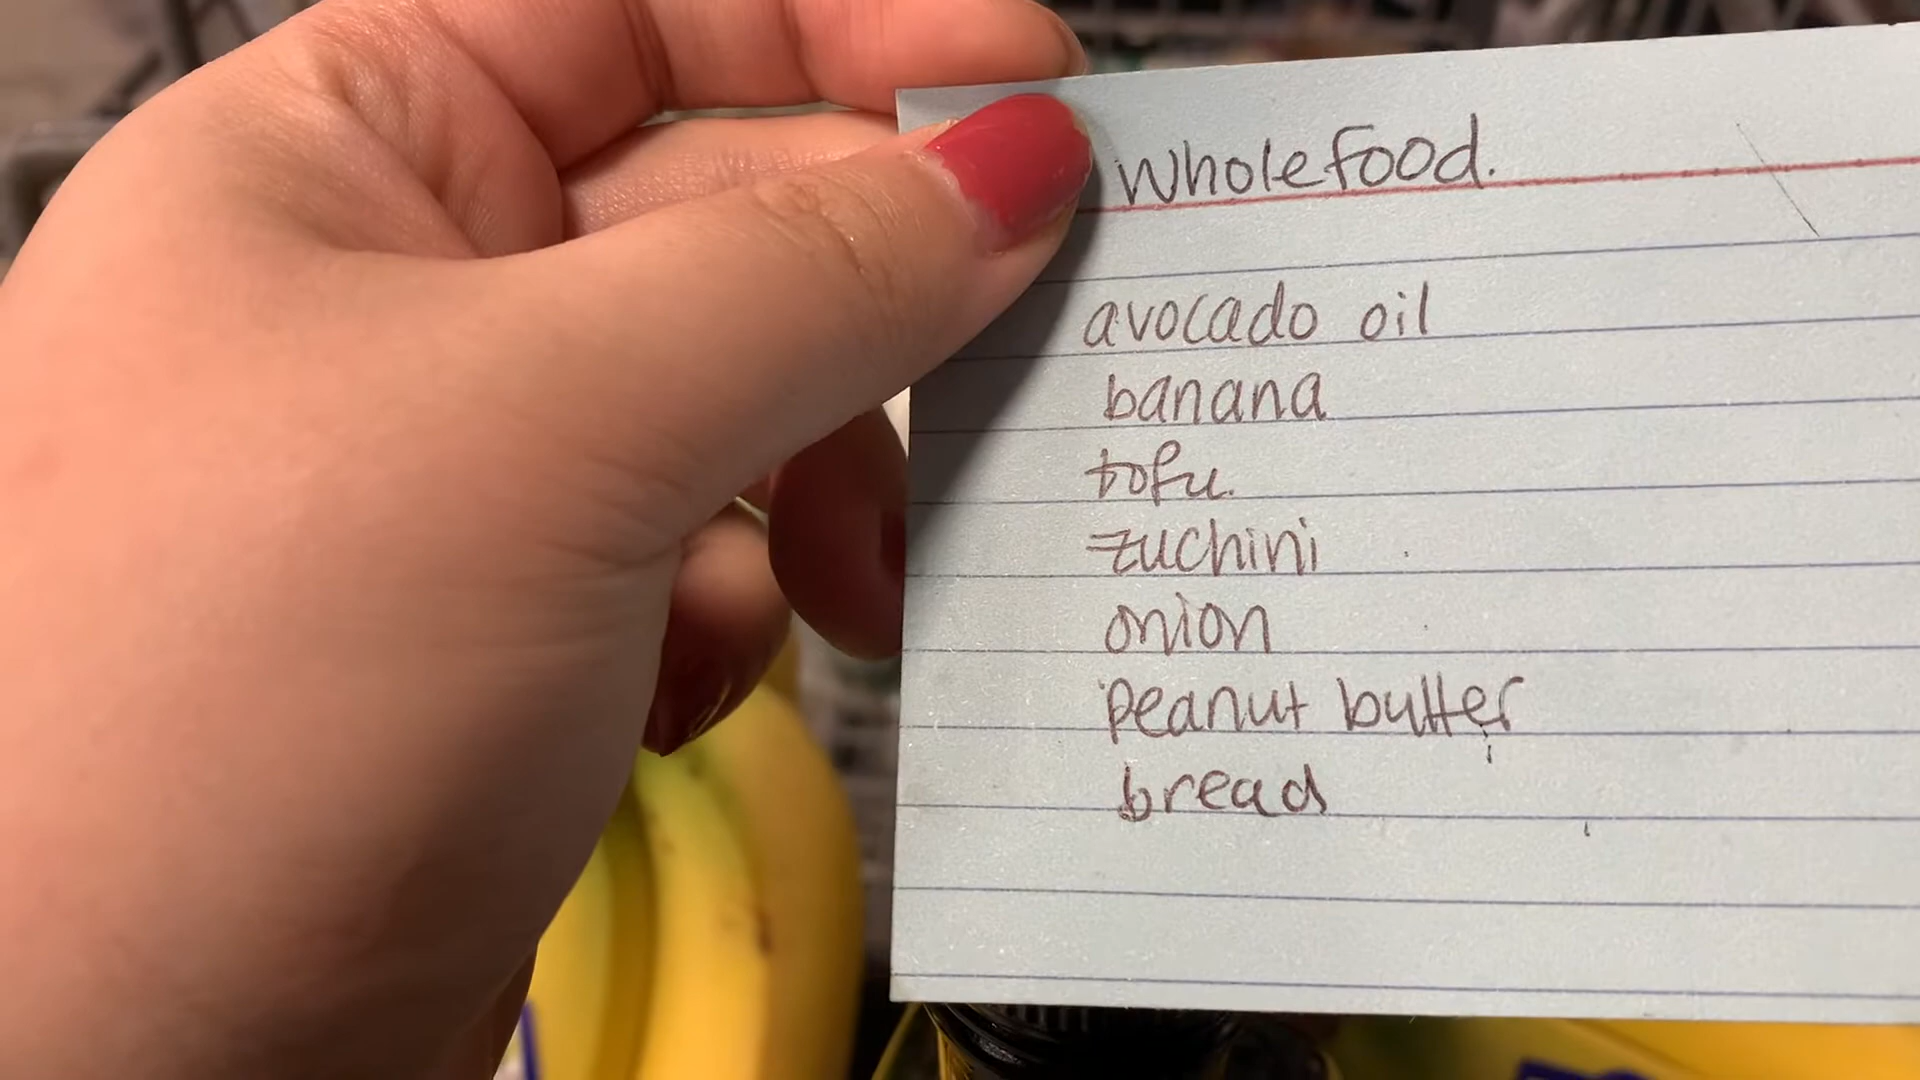 Wholefood.
avocado oil
banana
tofu.
zuchini
onion
peanut butter
bread